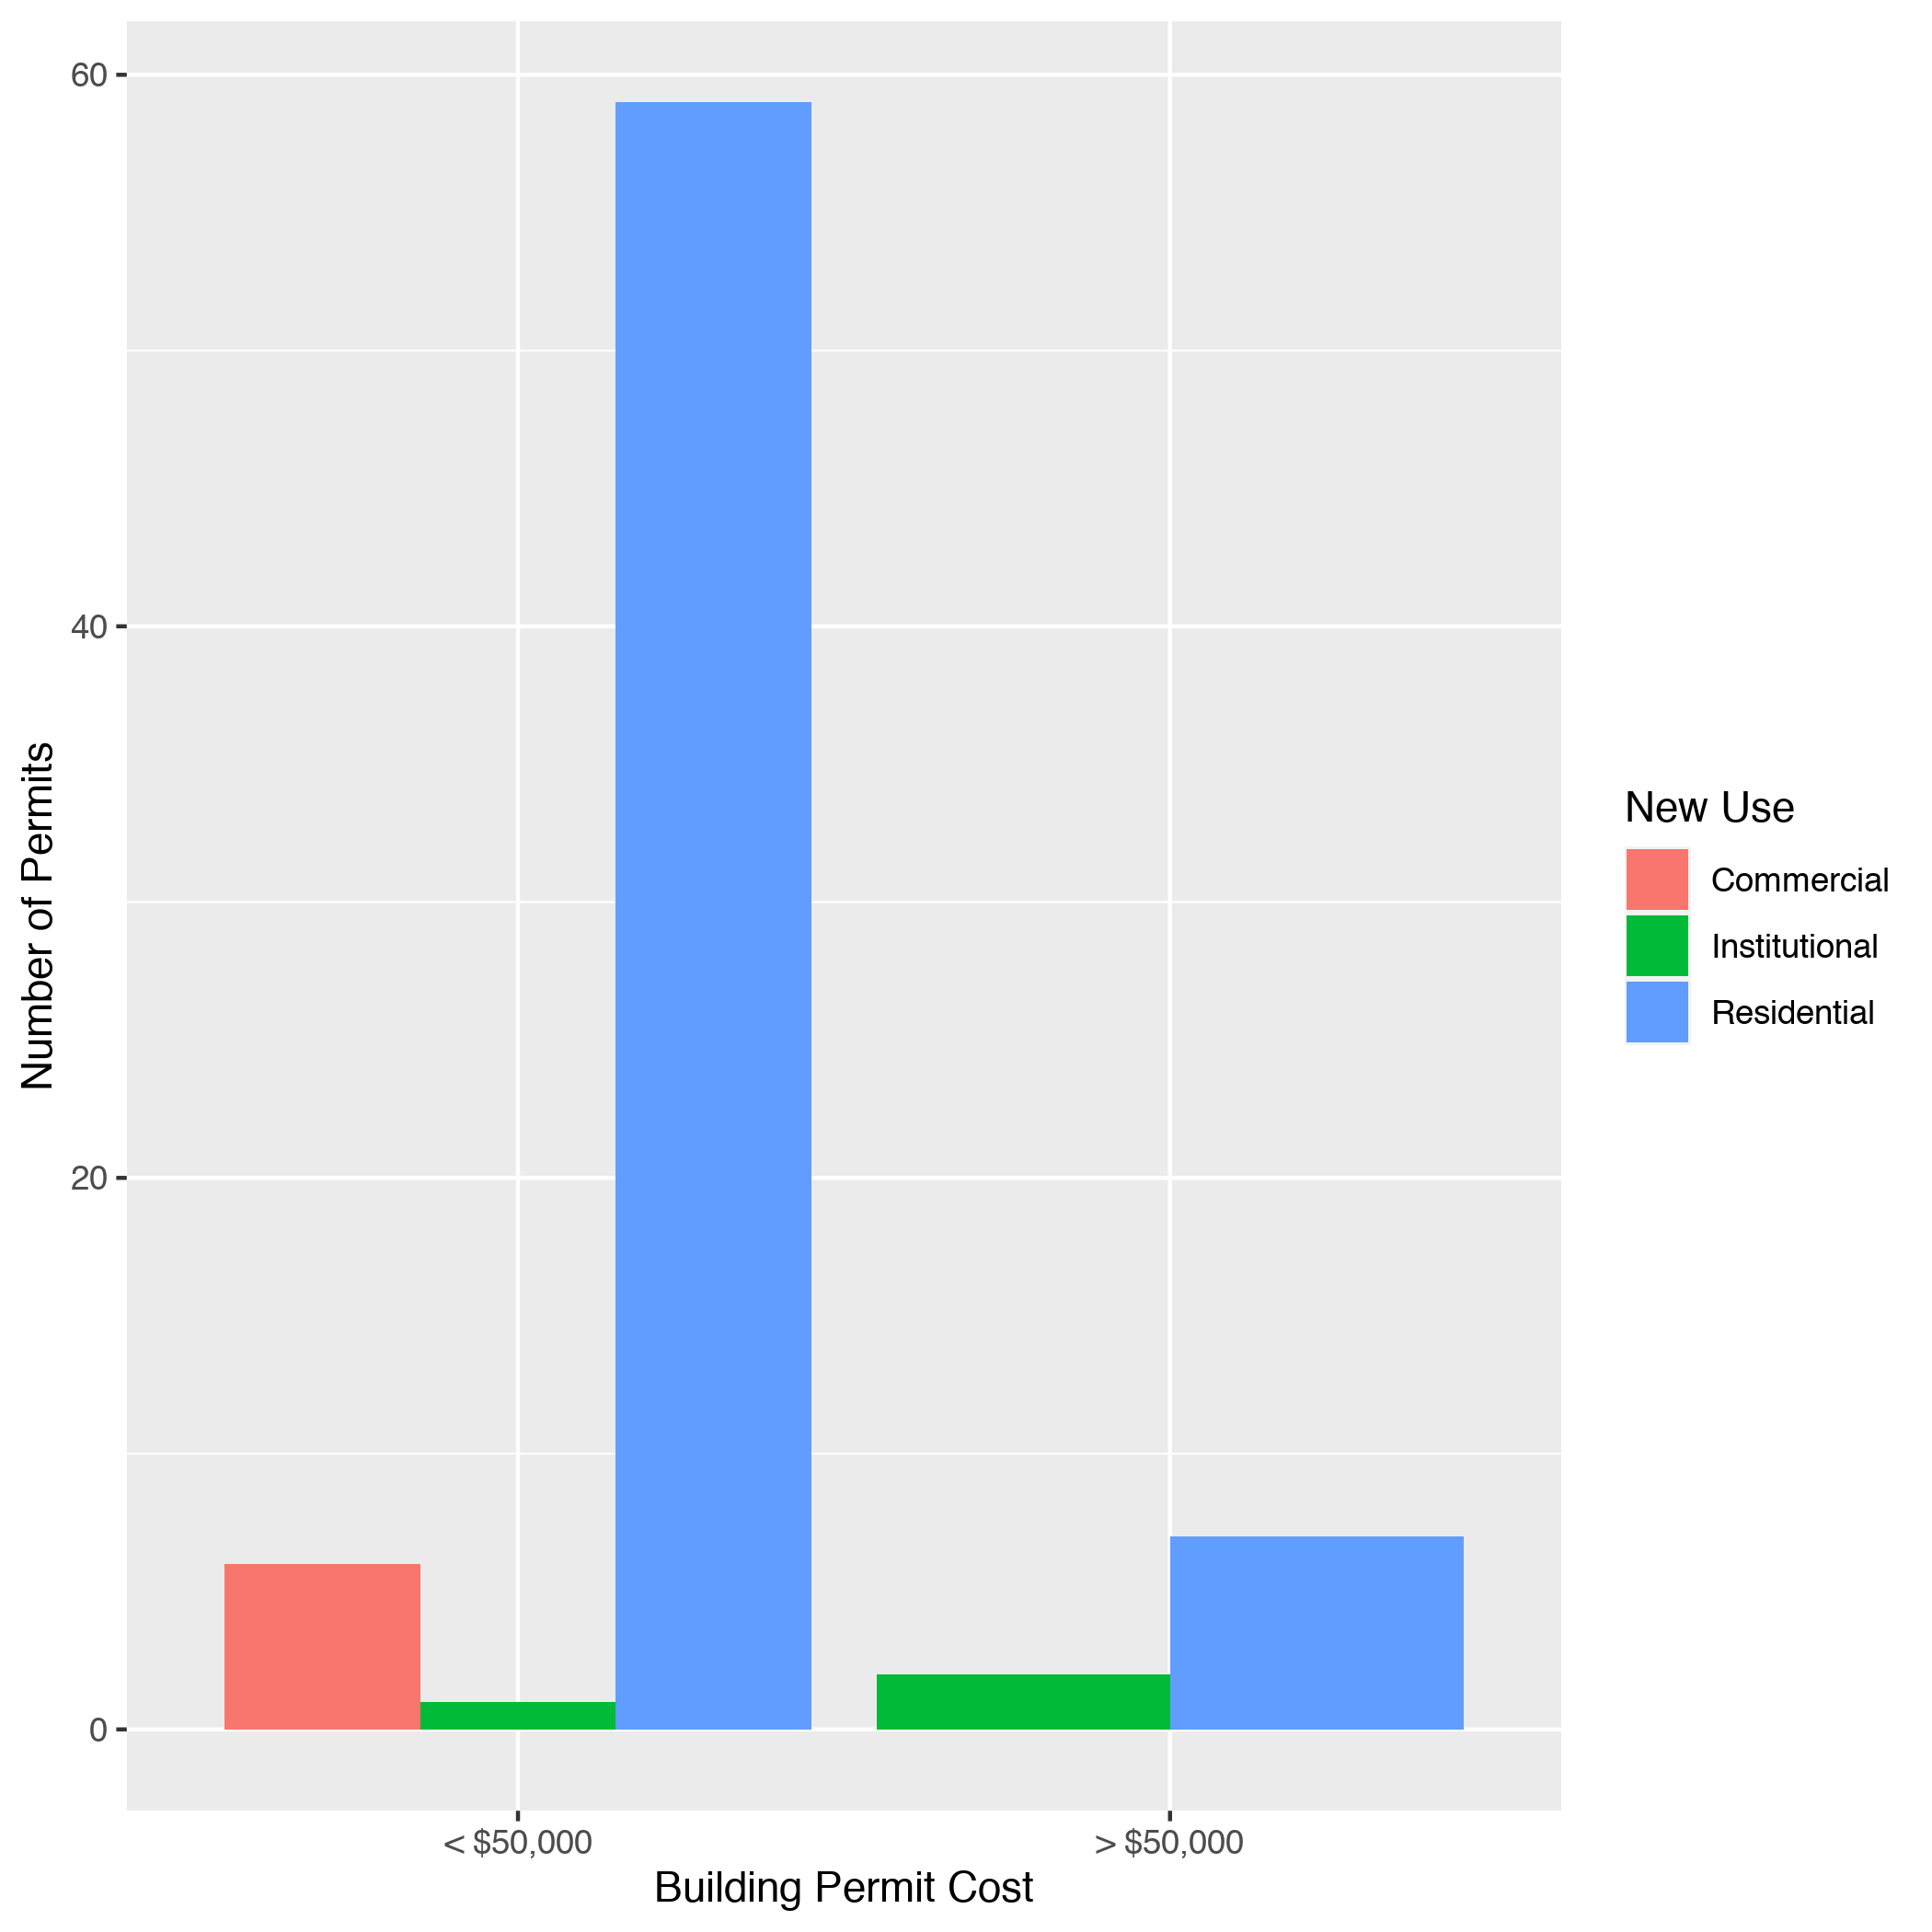 60
40
20
0
Number of Permits
< $50,000
> $50,000
Building Permit Cost
New Use
Commercial
Institutional
Residential